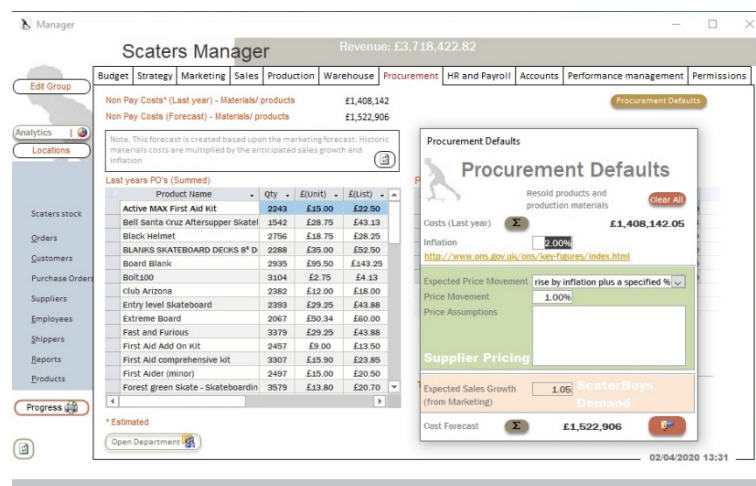 Manager
Scaters Manager
Revenue: £3,718,422.82
Edit Group
Budget Strategy Marketing Sales Production Warehouse Procurement HR and Payroll Accounts Performance management Permissions
Non Pay Costs* (Last year) - Materials/ products £1,408,142
Procurement Defaults
Non Pay Costs (Forecast) - Materials/ products £1,522,906
Analytics
Locations
Note. This forecast is created based upon the marketing forecast. Historic
materials costs are multiplied by the anticipated sales growth and
inflation
Last years PO's (Summed)
Product Name Qty £(Unit) £(List)
Active MAX First Aid Kit 2243 £15.00 £22.50
Bell Santa Cruz Aftersupper Skatel 1542 £28.75 £43.13
Black Helmet 2756 £18.75 £28.25
BLANKS SKATEBOARD DECKS 8" D 2288 £35.00 £52.50
Board Blank 2935 £95.50 £143.25
Bolt100 3104 £2.75 £4.13
Club Arizona 2382 £12.00 £18.00
Entry level Skateboard 2393 £29.25 £43.88
Extreme Board 2067 £50.34 £60.00
Fast and Furious 3379 £29.25 £43.88
First Aid Add On Kit 2457 £9.00 £13.50
First Aid comprehensive kit 3307 £15.90 £23.85
First Aider (minor) 2497 £15.00 £20.50
Forest green Skate - Skateboardin 3579 £13.80 £20.70
* Estimated
Open Department
Scaters stock
Orders
Customers
Purchase Orders
Suppliers
Employees
Shippers
Reports
Products
Progress
Procurement Defaults
Procurement Defaults
Resold products and
production materials
Clear All
Costs (Last year) Σ £1,408,142.05
Inflation 2.00%
http://www.ons.gov.uk/ons/key-figures/index.html
Expected Price Movement rise by inflation plus a specified %
Price Movement 1.00%
Price Assumptions
Supplier Pricing
Expected Sales Growth 1.05 ScaterBoys
(from Marketing) Demand
Cost Forecast Σ £1,522,906
02/04/2020 13:31